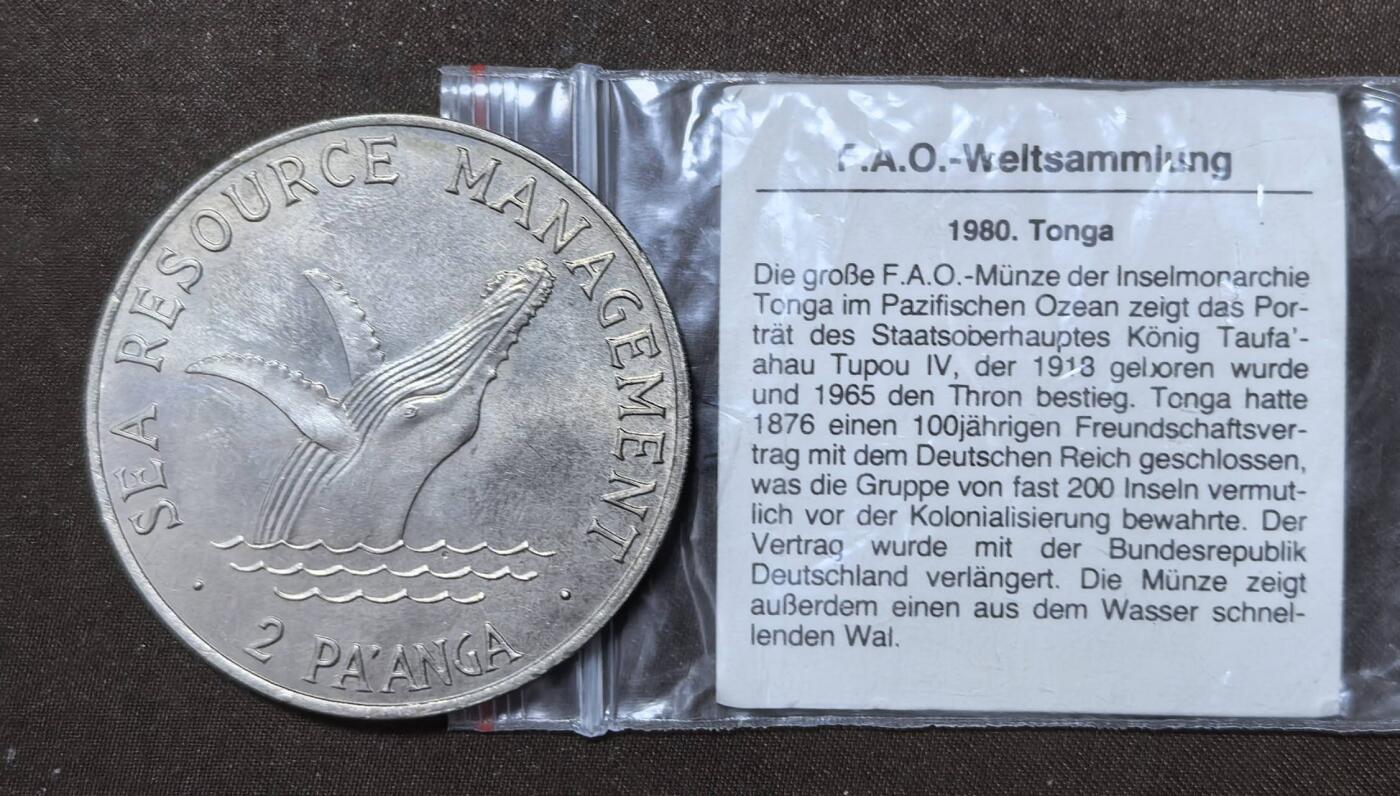 SEA RESOURCE MANAGEMENT
2 PA'ANGA
F.A.O.-Weltsammlung
1980. Tonga
Die große F.A.O.-Münze der Inselmonarchie
Tonga im Pazifischen Ozean zeigt das Por-
trät des Staatsoberhauptes König Taufa'-
ahau Tupou IV, der 1918 geboren wurde
und 1965 den Thron bestieg. Tonga hatte
1876 einen 100jährigen Freundschaftsver-
trag mit dem Deutschen Reich geschlossen,
was die Gruppe von fast 200 Inseln vermut-
lich vor der Kolonialisierung bewahrte. Der
Vertrag wurde mit der Bundesrepublik
Deutschland verlängert. Die Münze zeigt
außerdem einen aus dem Wasser schnel-
lenden Wal.